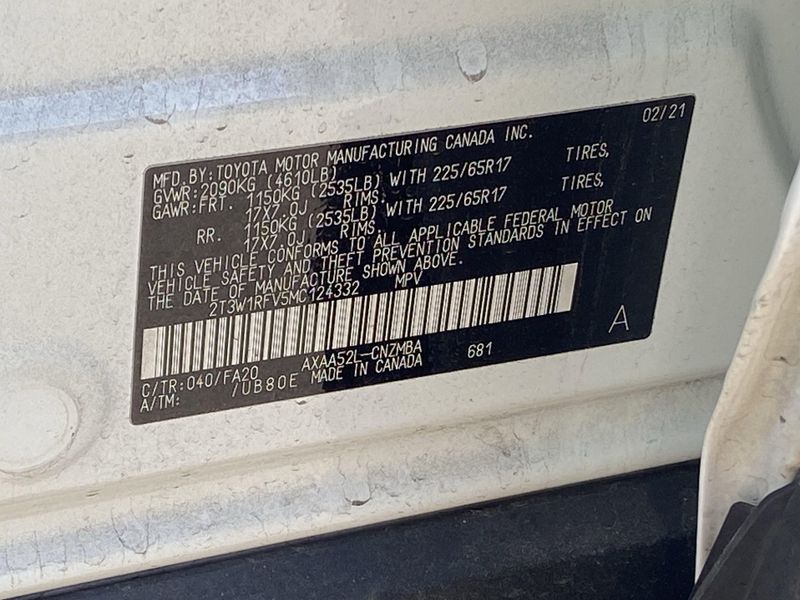 02/21
MFD.BY:TOYOTA MOTOR MANUFACTURING CANADA INC.
GVWR:2090KG (4610LB)
GAWR:FRT. 1150KG (2535LB) WITH 225/65R17 TIRES,
17X7.0J RIMS.
RR. 1150KG (2535LB) WITH 225/65R17 TIRES,
17X7.0J RIMS.
THIS VEHICLE CONFORMS TO ALL APPLICABLE FEDERAL MOTOR
VEHICLE SAFETY AND THEFT PREVENTION STANDARDS IN EFFECT ON
THE DATE OF MANUFACTURE SHOWN ABOVE.
2T3W1RFV5MC124332 MPV
A
C/TR:040/FA20 AXAA52L-CNZMBA 681
A/TM: /UB80E MADE IN CANADA